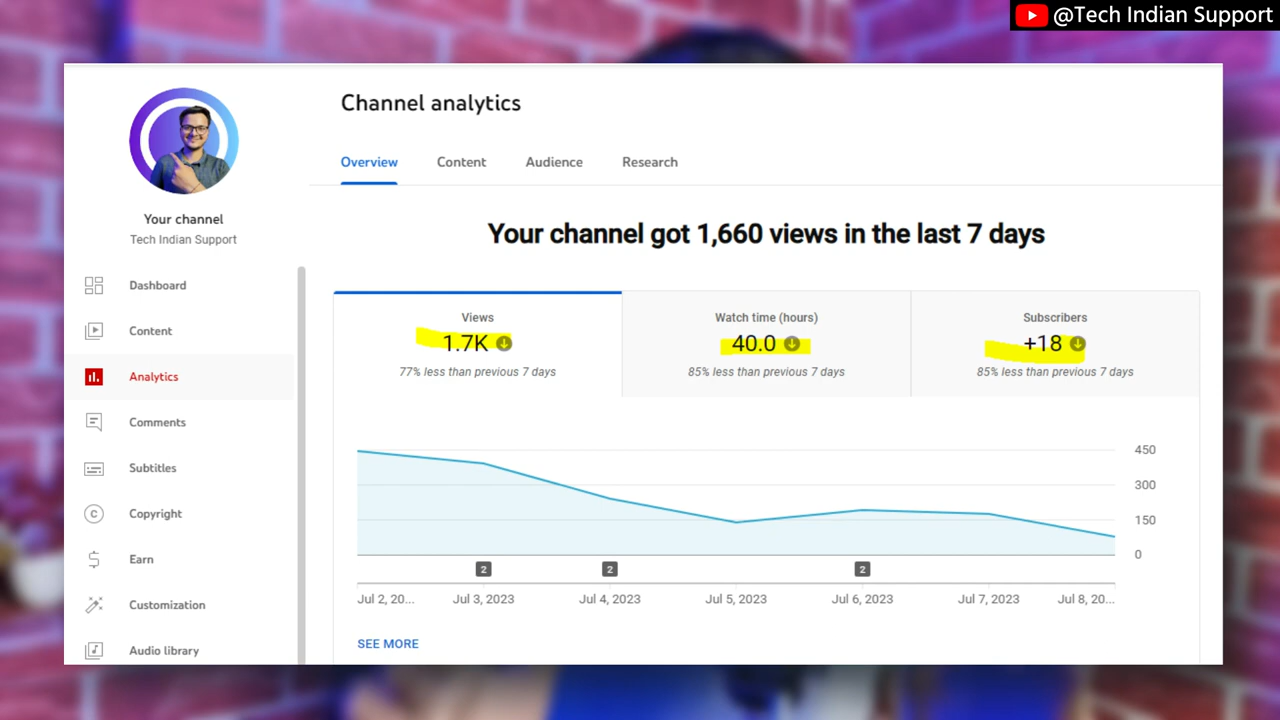 @Tech Indian Support
Channel analytics
Overview Content Audience Research
Your channel
Tech Indian Support
Dashboard
Content
Analytics
Comments
Subtitles
C Copyright
$ Earn
Customization
Audio library
Your channel got 1,660 views in the last 7 days
Views
1.7K
77% less than previous 7 days
Watch time (hours)
40.0
85% less than previous 7 days
Subscribers
+18
85% less than previous 7 days
450
300
150
0
2 2 2
Jul 2, 20... Jul 3, 2023 Jul 4, 2023 Jul 5, 2023 Jul 6, 2023 Jul 7, 2023 Jul 8, 20...
SEE MORE